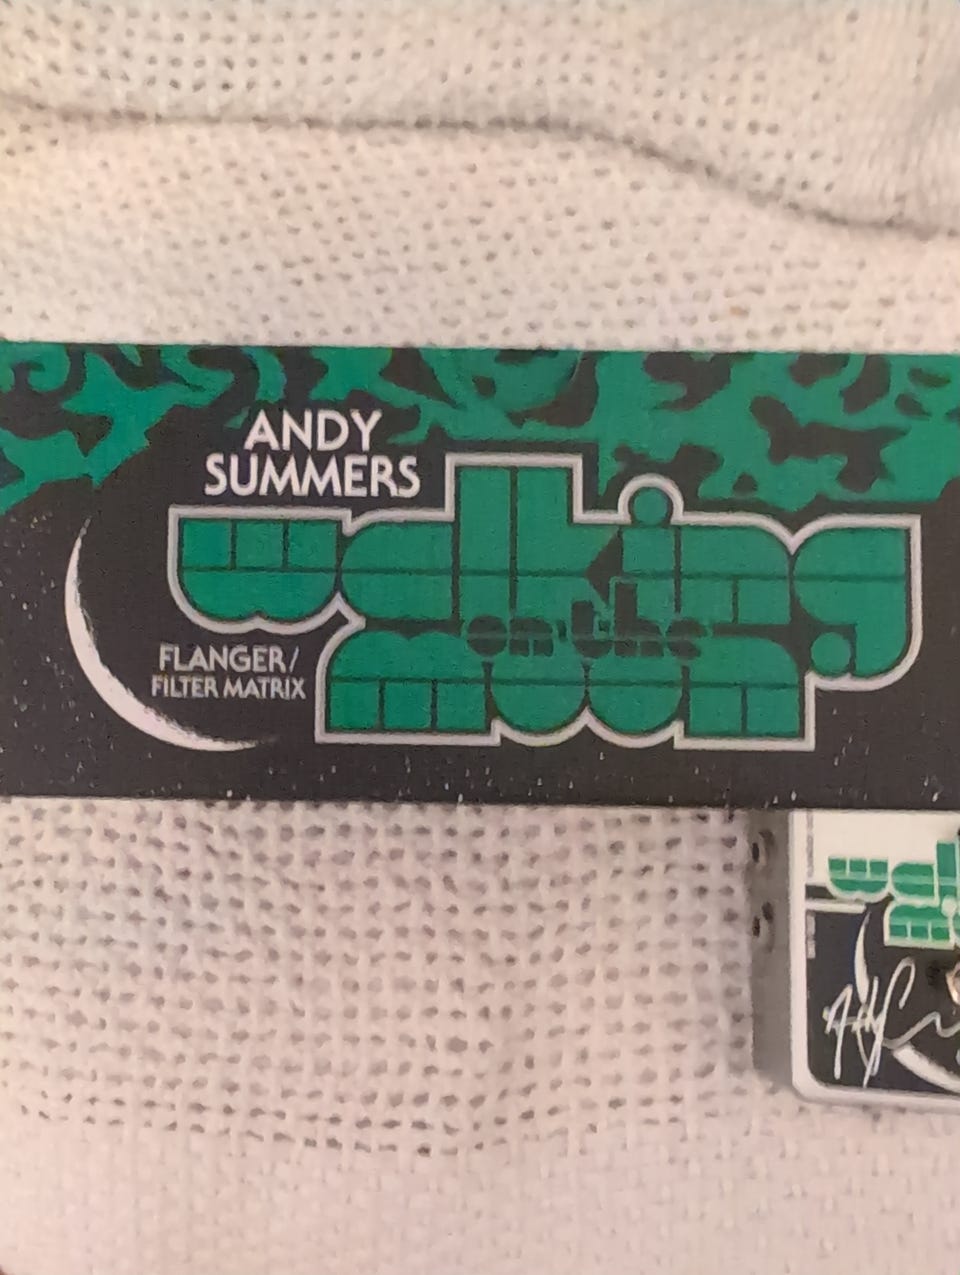 ANDY
SUMMERS
walking
on the
moon
FLANGER/
FILTER MATRIX